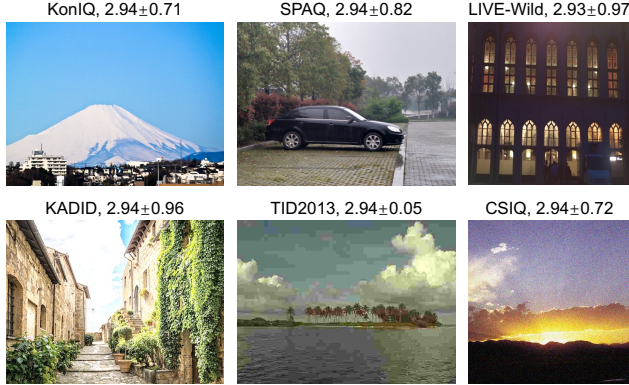 KonIQ, 2.94±0.71
SPAQ, 2.94±0.82
LIVE-Wild, 2.93±0.97
KADID, 2.94±0.96
TID2013, 2.94±0.05
CSIQ, 2.94±0.72